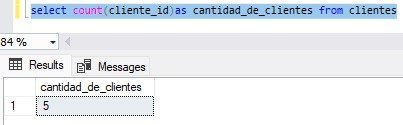 select count(cliente_id)as cantidad_de_clientes from clientes
84 %
Results Messages
cantidad_de_clientes
1 5